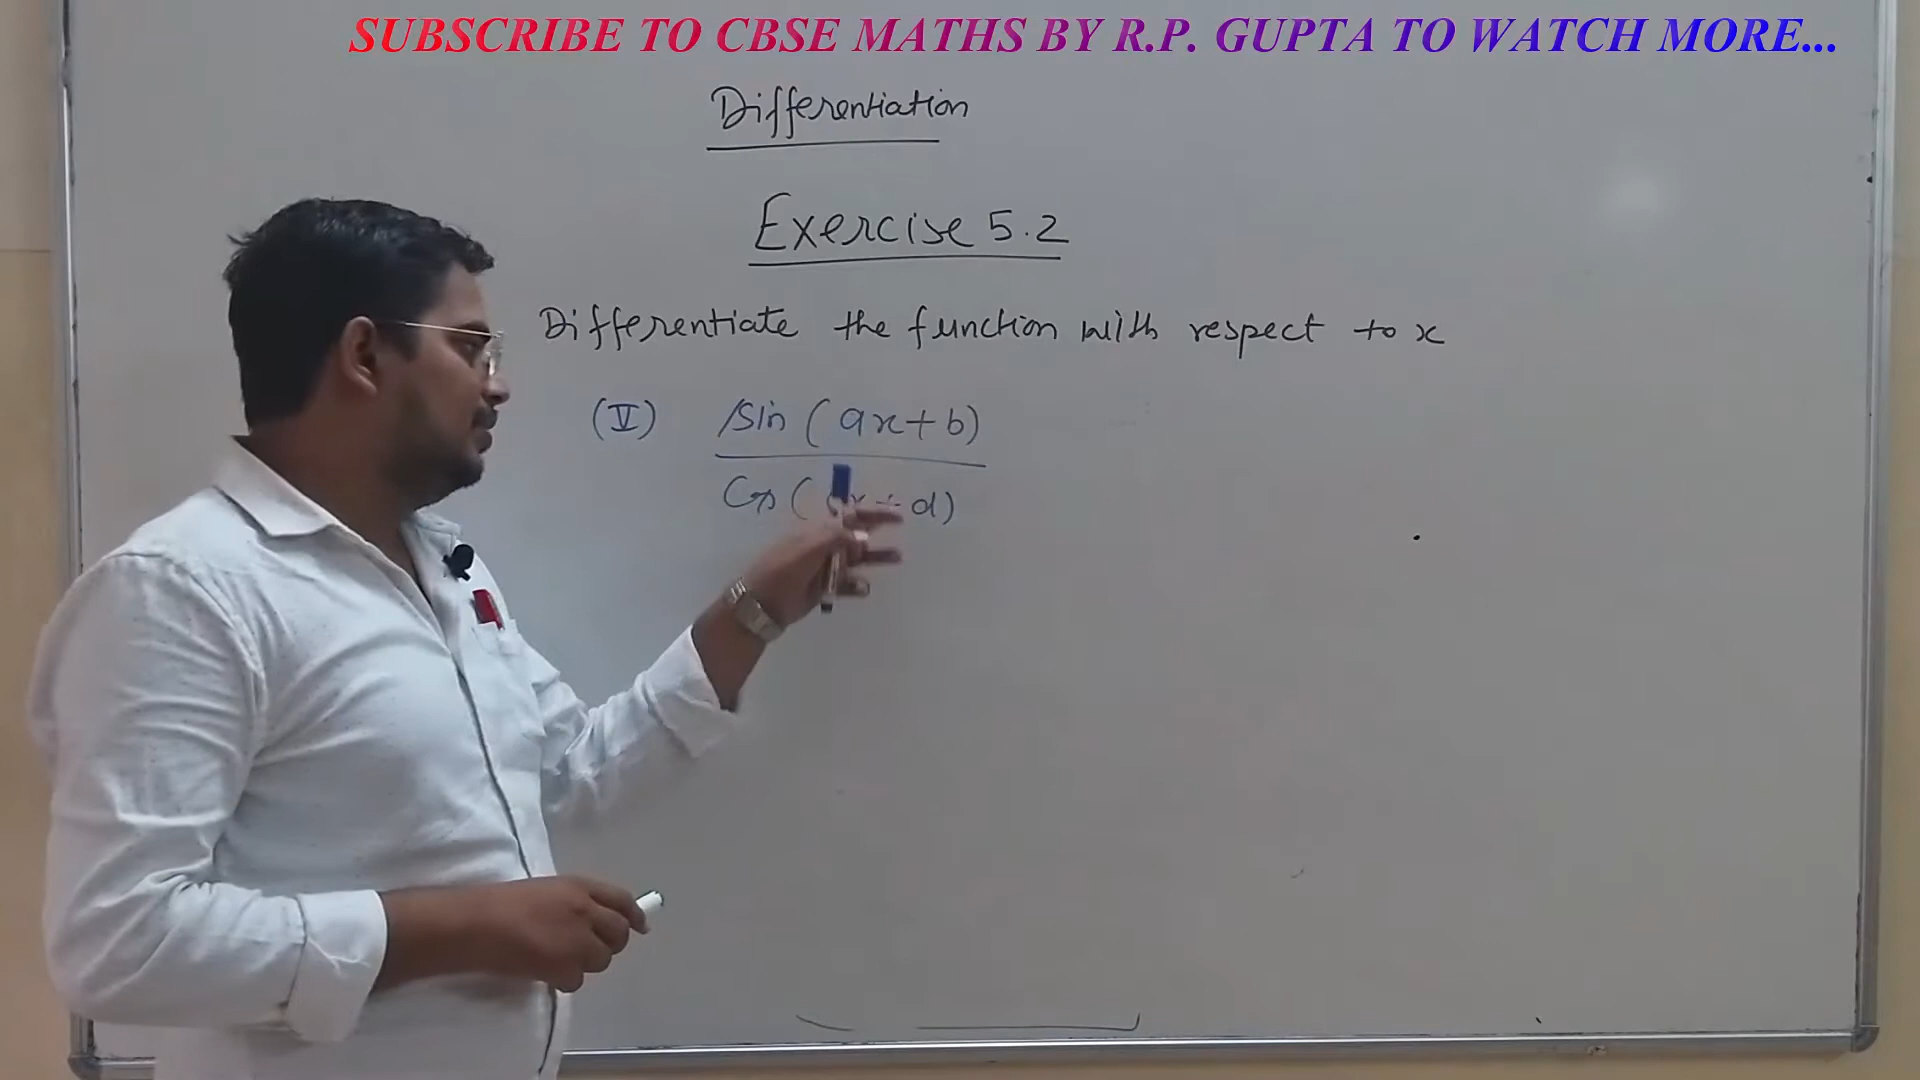 SUBSCRIBE TO CBSE MATHS BY R.P. GUPTA TO WATCH MORE...
Differentiation
Exercise 5.2
Differentiate the function with respect to x
(V) sin (ax+b)
Cos ( x+d)